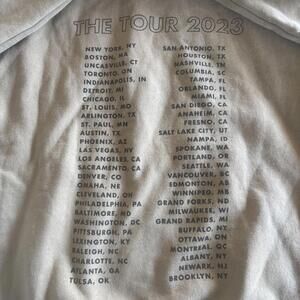 THE TOUR 2023
NEW YORK, NY
BOSTON, MA
UNCASVILLE, CT
TORONTO, ON
INDIANAPOLIS, IN
DETROIT, MI
CHICAGO, IL
ST. LOUIS, MO
ARLINGTON, TX
ST. PAUL, MN
AUSTIN, TX
PHOENIX, AZ
LAS VEGAS, NV
LOS ANGELES, CA
SACRAMENTO, CA
DENVER, CO
OMAHA, NE
CLEVELAND, OH
PHILADELPHIA, PA
BALTIMORE, MD
WASHINGTON, DC
PITTSBURGH, PA
LEXINGTON, KY
RALEIGH, NC
CHARLOTTE, NC
ATLANTA, GA
TULSA, OK
SAN ANTONIO, TX
HOUSTON, TX
NASHVILLE, TN
COLUMBIA, SC
TAMPA, FL
ORLANDO, FL
MIAMI, FL
SAN DIEGO, CA
ANAHEIM, CA
FRESNO, CA
SALT LAKE CITY, UT
NAMPA, ID
SPOKANE, WA
PORTLAND, OR
SEATTLE, WA
VANCOUVER, BC
EDMONTON, AB
WINNIPEG, MB
GRAND FORKS, ND
MILWAUKEE, WI
GRAND RAPIDS, MI
BUFFALO, NY
OTTAWA, ON
MONTREAL, QC
ALBANY, NY
NEWARK, NJ
BROOKLYN, NY